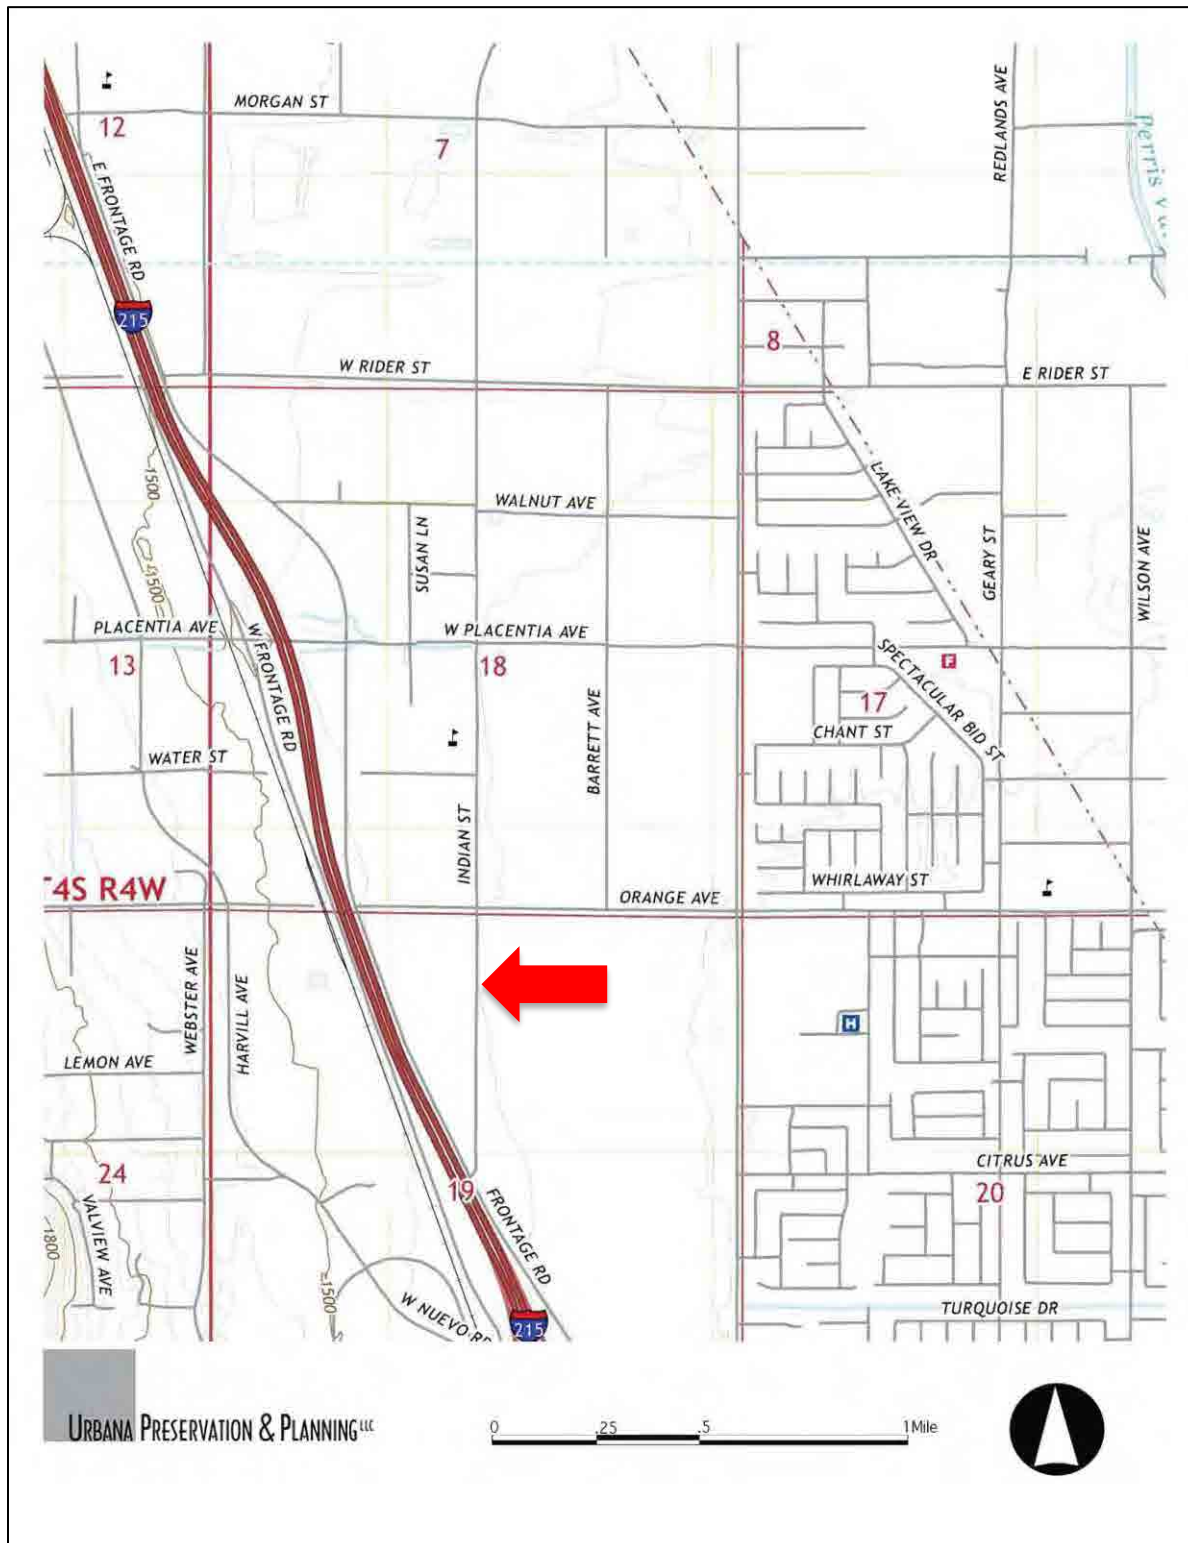 MORGAN ST
REDLANDS AVE
12
7
E FRONTAGE RD
215
8
W RIDER ST
E RIDER ST
1500
WALNUT AVE
LAKE VIEW DR
SUSAN LN
GEARY ST
WILSON AVE
1500
PLACENTIA AVE
W PLACENTIA AVE
W FRONTAGE RD
13
18
F
SPECTACULAR BID ST
17
BARRETT AVE
CHANT ST
WATER ST
INDIAN ST
T4S R4W
WHIRLAWAY ST
ORANGE AVE
WEBSTER AVE
HARVILL AVE
H
LEMON AVE
CITRUS AVE
24
19
20
VALVIEW AVE
1800
FRONTAGE RD
1500
W NUEVO RD
215
TURQUOISE DR
URBANA PRESERVATION & PLANNING LLC
0 .25 .5 1 Mile